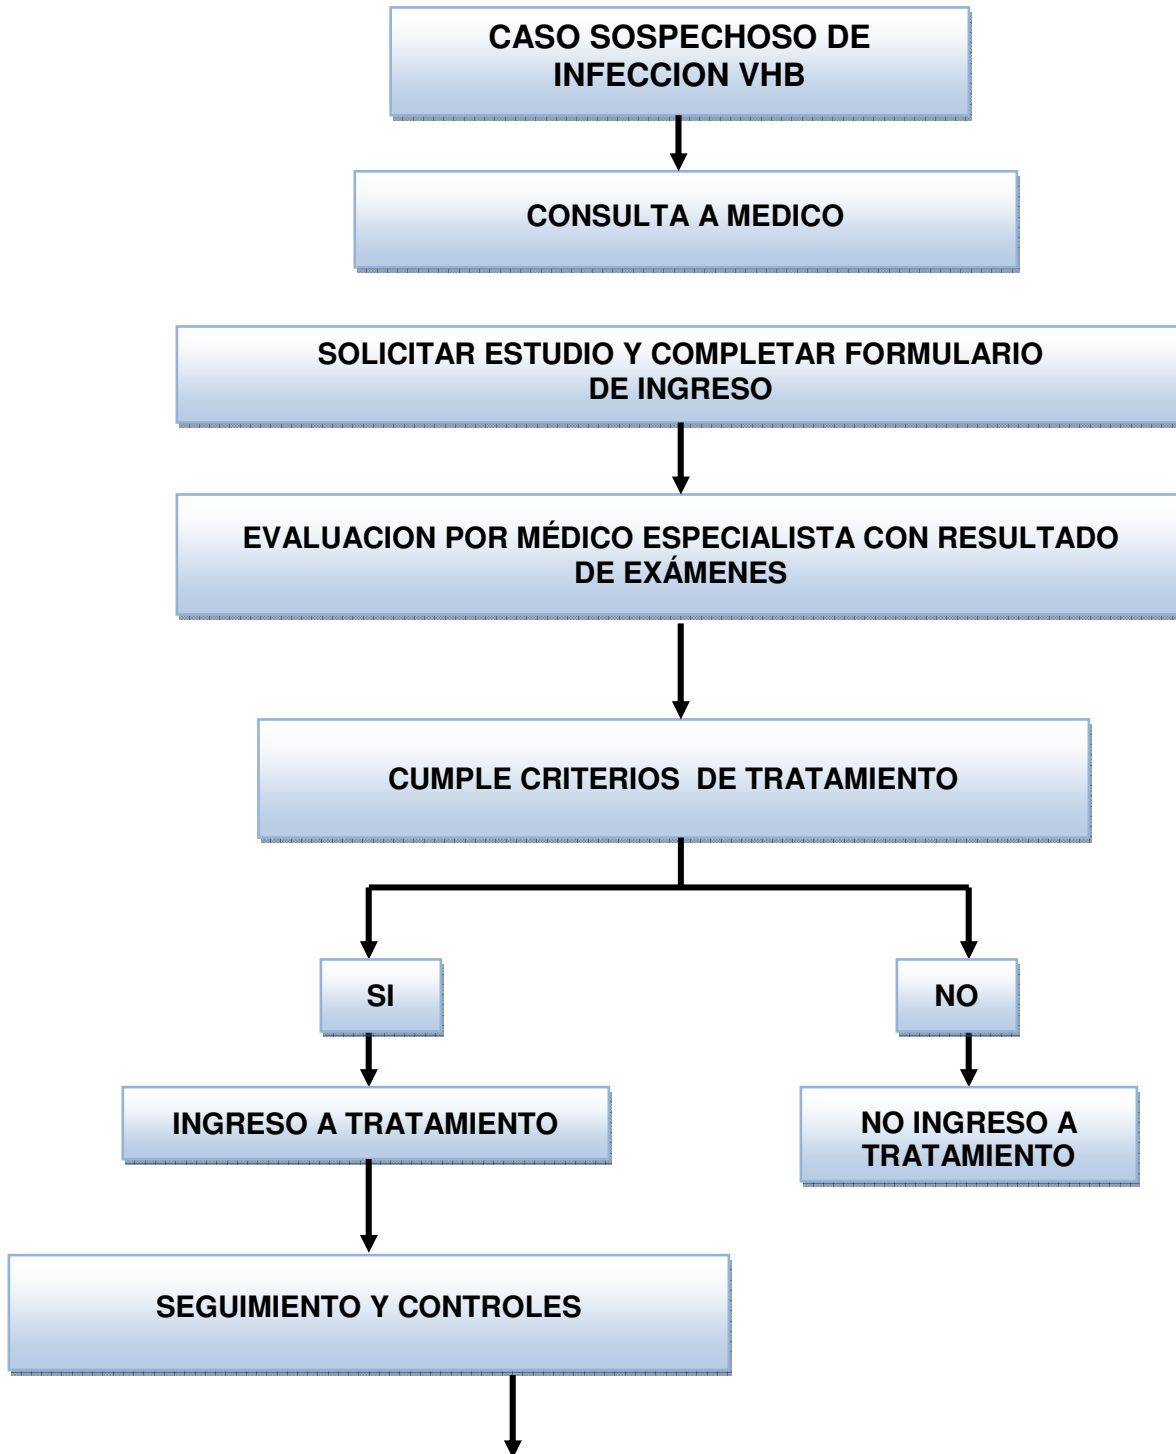 CASO SOSPECHOSO DE
INFECCION VHB
CONSULTA A MEDICO
SOLICITAR ESTUDIO Y COMPLETAR FORMULARIO
DE INGRESO
EVALUACION POR MÉDICO ESPECIALISTA CON RESULTADO
DE EXÁMENES
CUMPLE CRITERIOS DE TRATAMIENTO
SI
NO
INGRESO A TRATAMIENTO
NO INGRESO A
TRATAMIENTO
SEGUIMIENTO Y CONTROLES